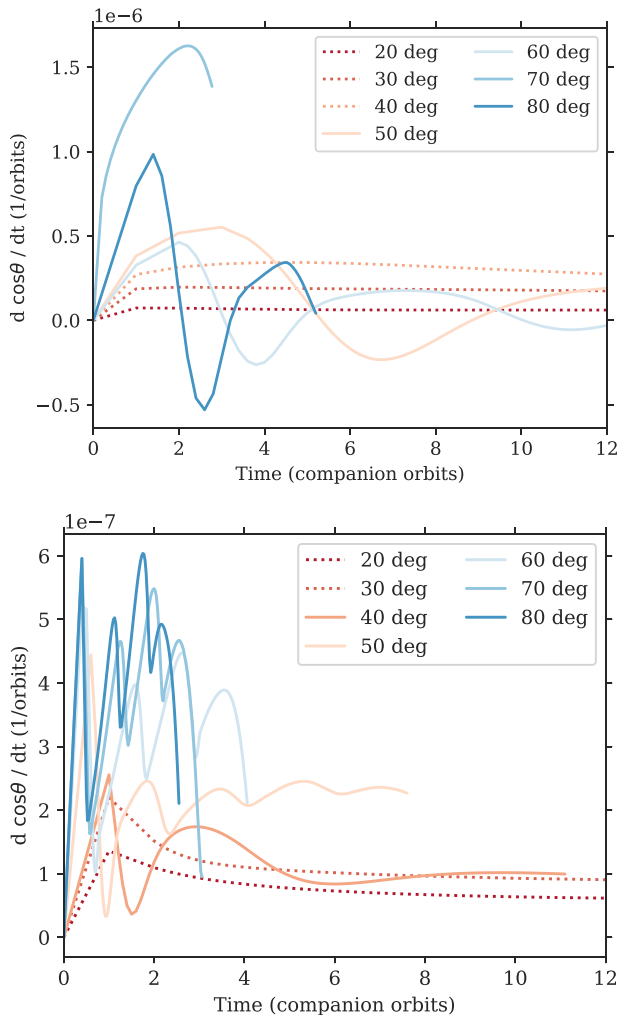 1e−6
d cosθ / dt (1/orbits)
1.5
1.0
0.5
0.0
−0.5
20 deg
30 deg
40 deg
50 deg
60 deg
70 deg
80 deg
0 2 4 6 8 10 12
Time (companion orbits)
1e−7
d cosθ / dt (1/orbits)
6
5
4
3
2
1
0
20 deg
30 deg
40 deg
50 deg
60 deg
70 deg
80 deg
0 2 4 6 8 10 12
Time (companion orbits)